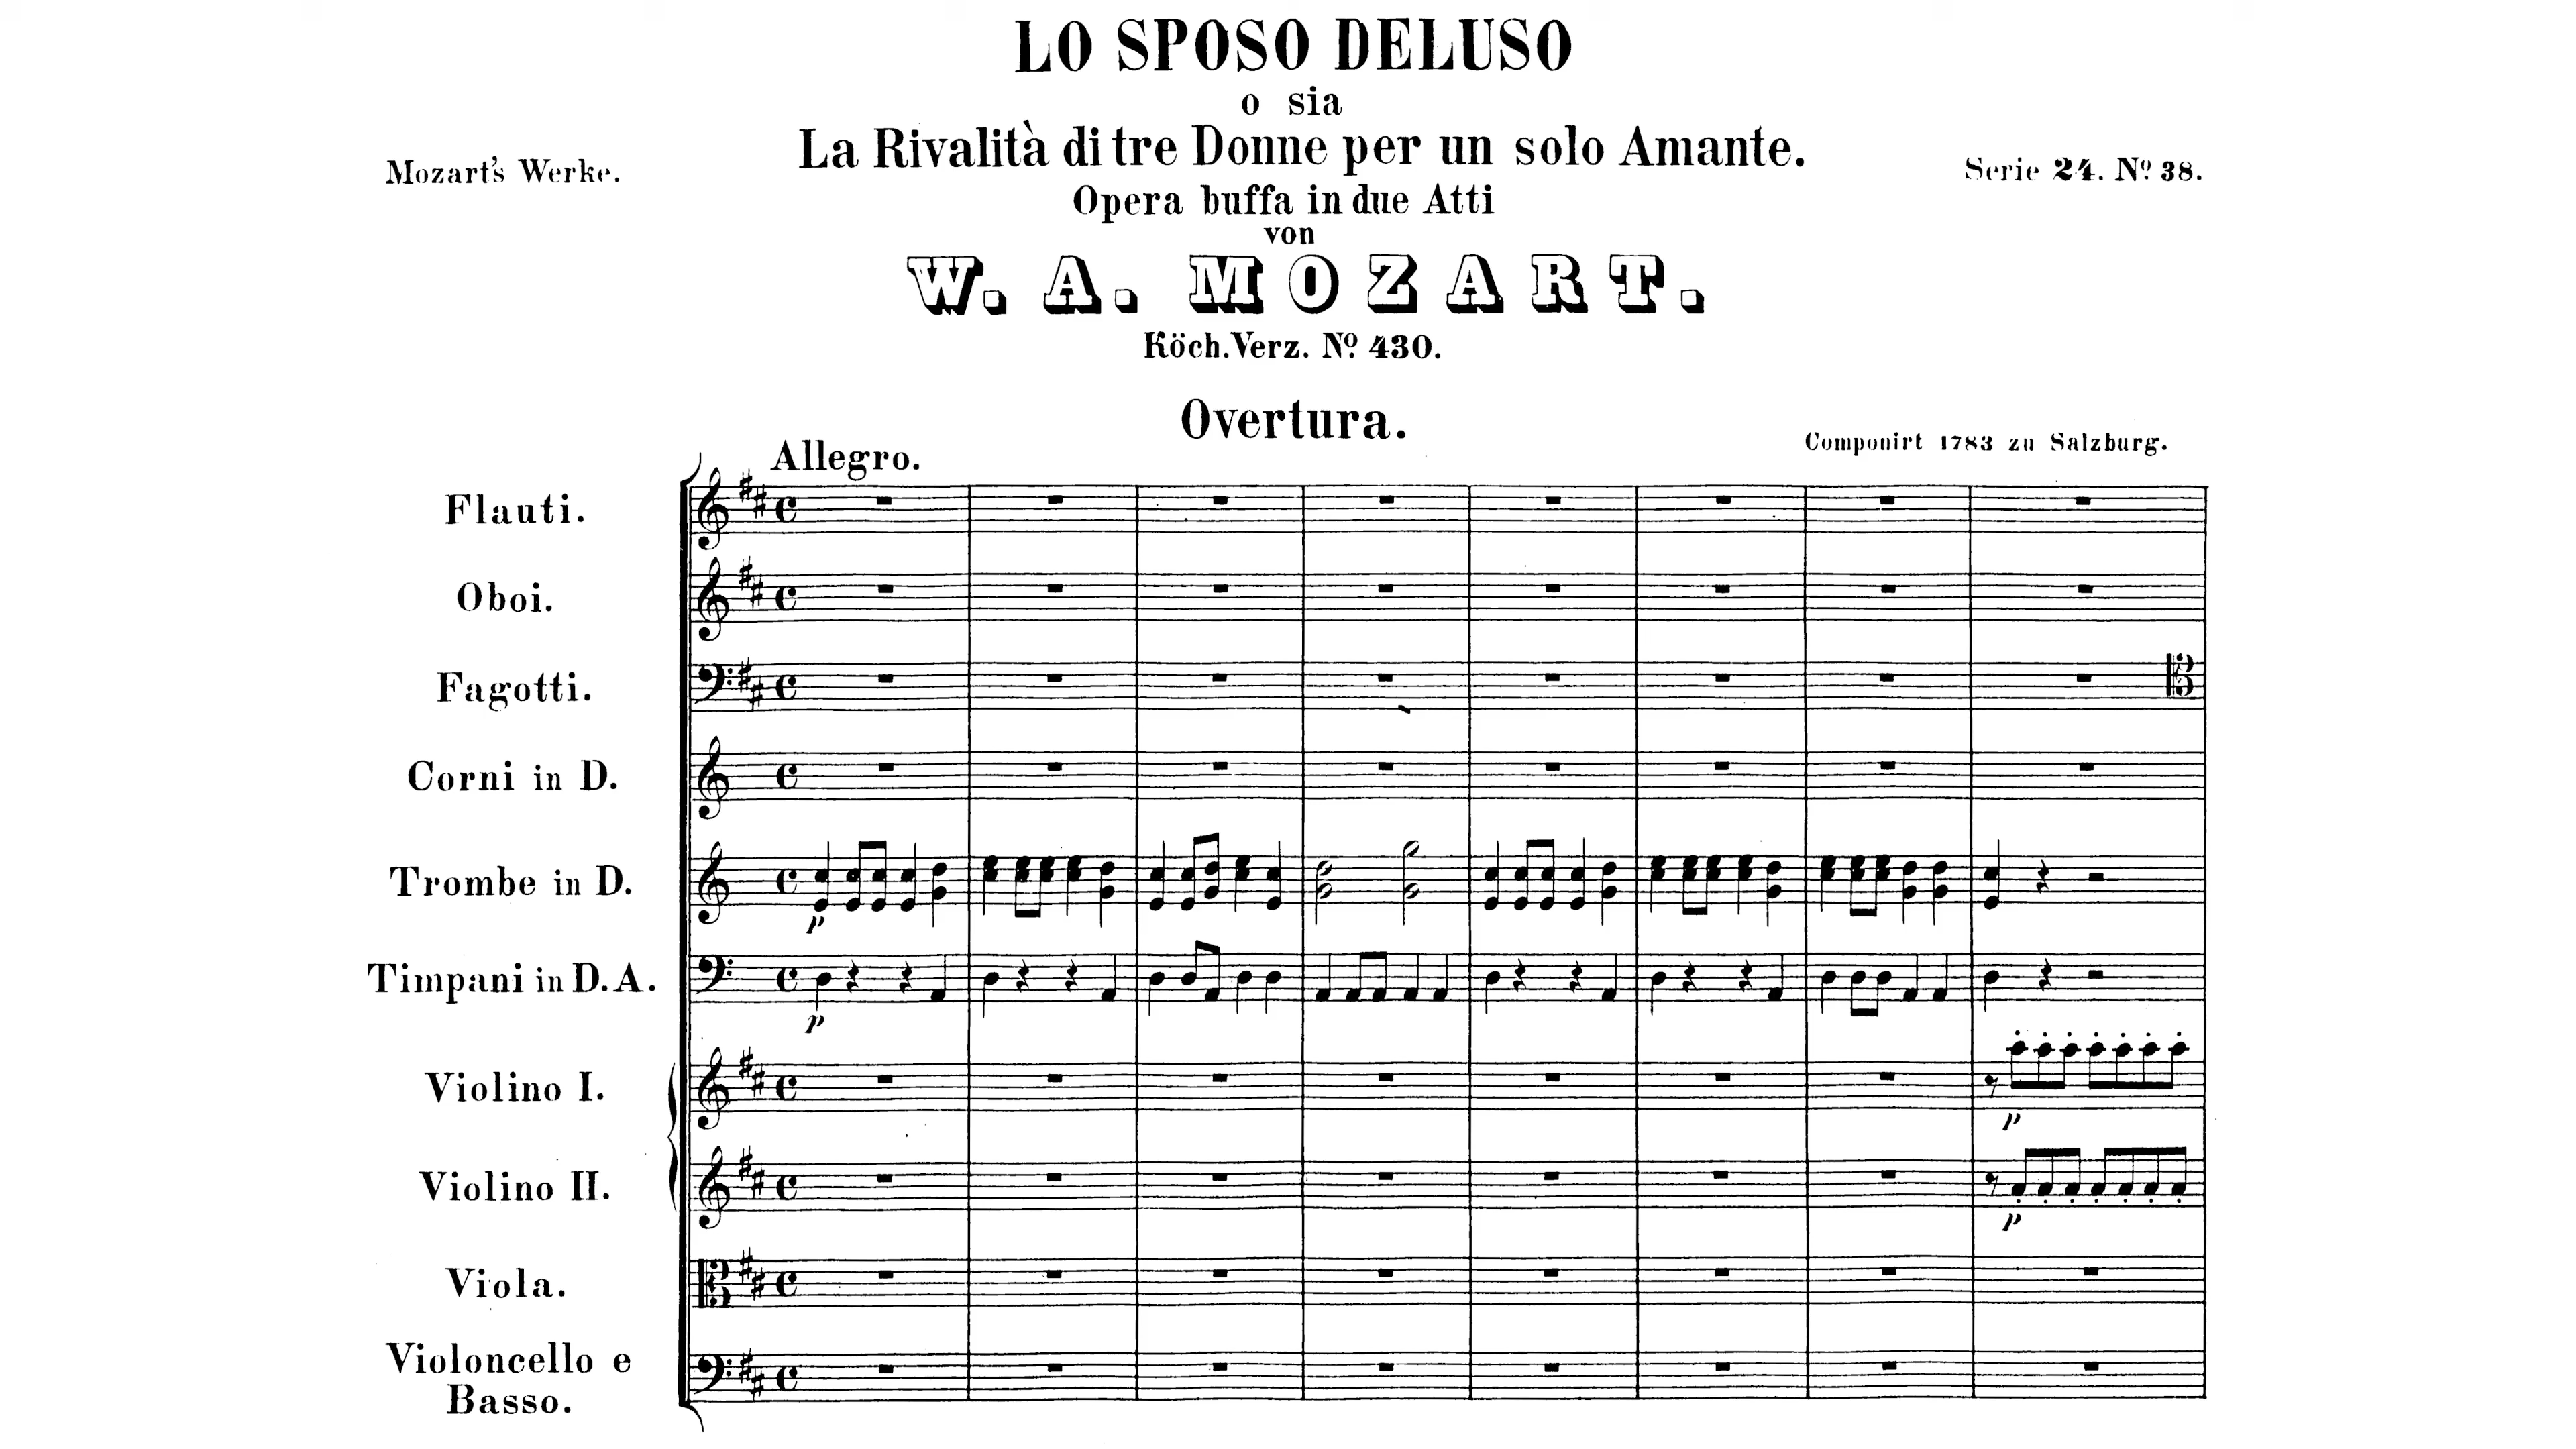 LO SPOSO DELUSO
o sia
La Rivalità di tre Donne per un solo Amante.
Mozart's Werke.
Serie 24. Nº 38.
Opera buffa in due Atti
von
W. A. MOZART.
Köch. Verz. Nº 430.
Overtura.
Componirt 1783 zu Salzburg.
Allegro.
Flauti.
Oboi.
Fagotti.
Corni in D.
Trombe in D.
p
Timpani in D. A.
p
Violino I.
p
Violino II.
p
Viola.
Violoncello e
Basso.